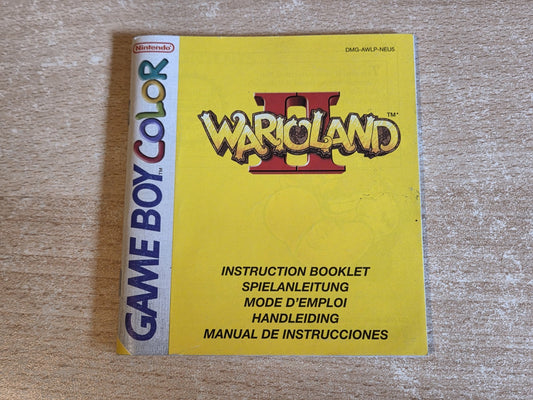 Nintendo
GAME BOY COLOR TM
DMG-AWLP-NEU5
II
WARIOLAND TM
INSTRUCTION BOOKLET
SPIELANLEITUNG
MODE D'EMPLOI
HANDLEIDING
MANUAL DE INSTRUCCIONES